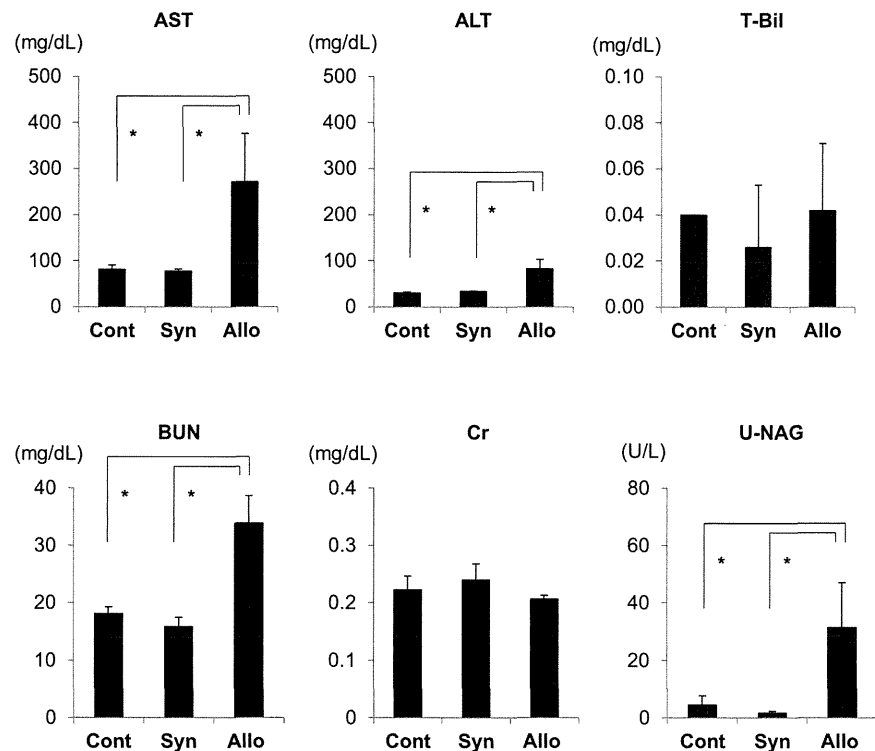 AST
(mg/dL)
500
400
300
200
100
0
* *
Cont Syn Allo
ALT
(mg/dL)
500
400
300
200
100
0
* *
Cont Syn Allo
T-Bil
(mg/dL)
0.10
0.08
0.06
0.04
0.02
0.00
Cont Syn Allo
BUN
(mg/dL)
40
30
20
10
0
* *
Cont Syn Allo
Cr
(mg/dL)
0.4
0.3
0.2
0.1
0
Cont Syn Allo
U-NAG
(U/L)
80
60
40
20
0
* *
Cont Syn Allo